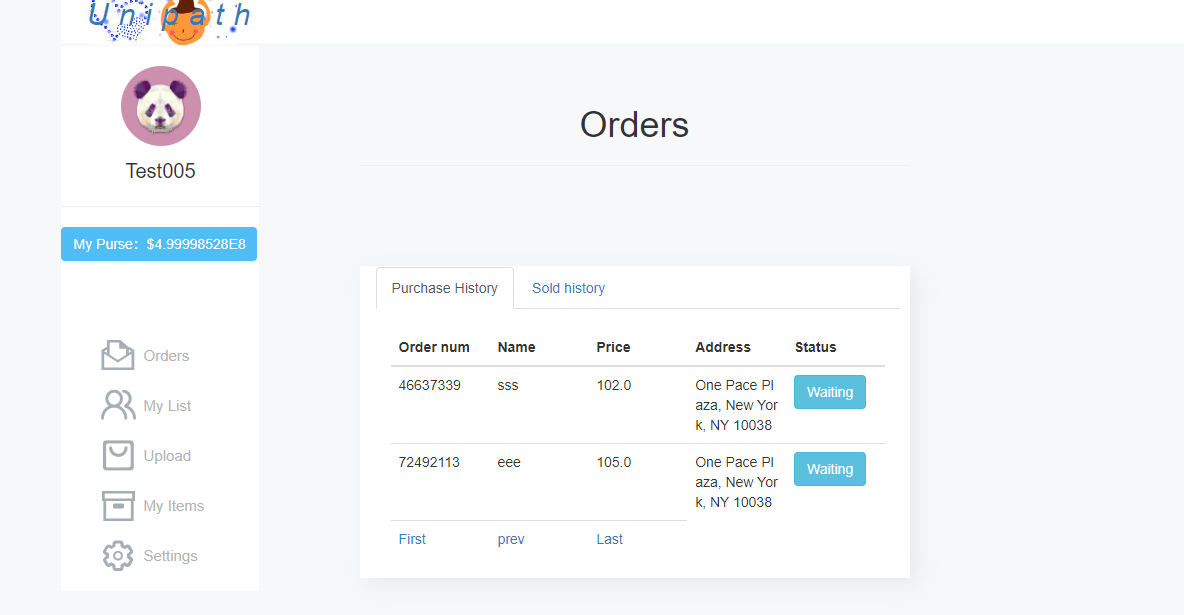 Unipath
Test005
My Purse: $4.99998528E8
Orders
My List
Upload
My Items
Settings
Orders
Purchase History Sold history
Order num Name Price Address Status
46637339 sss 102.0 One Pace Pl Waiting
aza, New Yor
k, NY 10038
72492113 eee 105.0 One Pace Pl Waiting
aza, New Yor
k, NY 10038
First prev Last